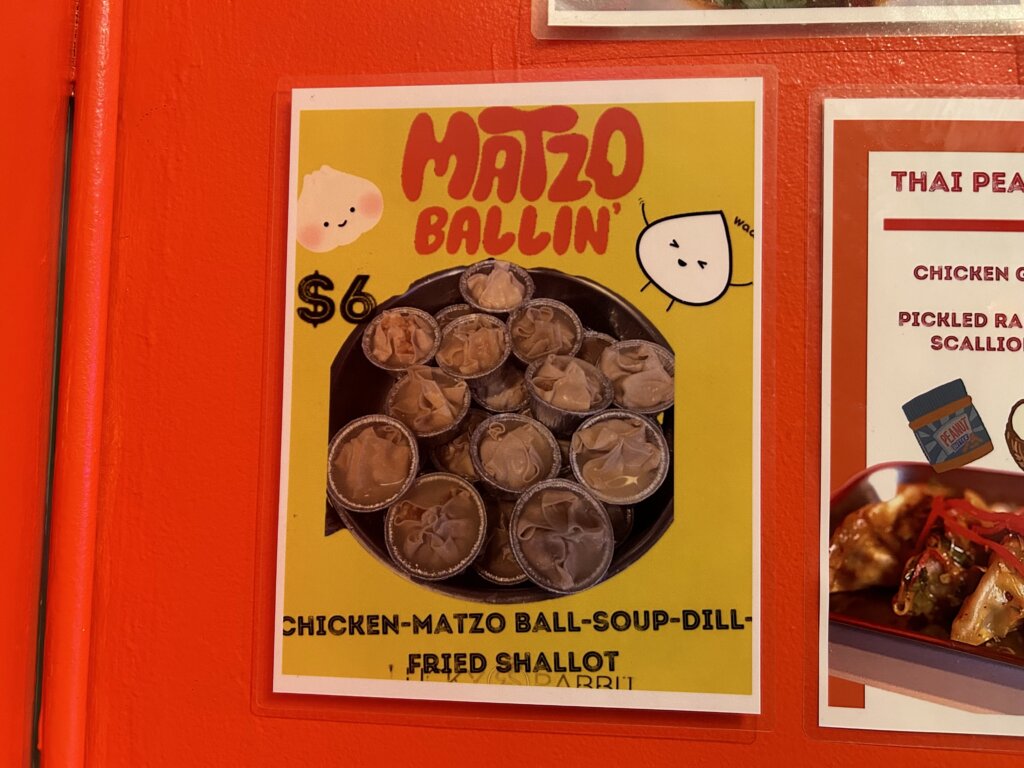 MATZO
BALLIN'
$6
CHICKEN-MATZO BALL-SOUP-DILL-
FRIED SHALLOT
THAI PEA
CHICKEN G
PICKLED RA
SCALLIO
PEANUT